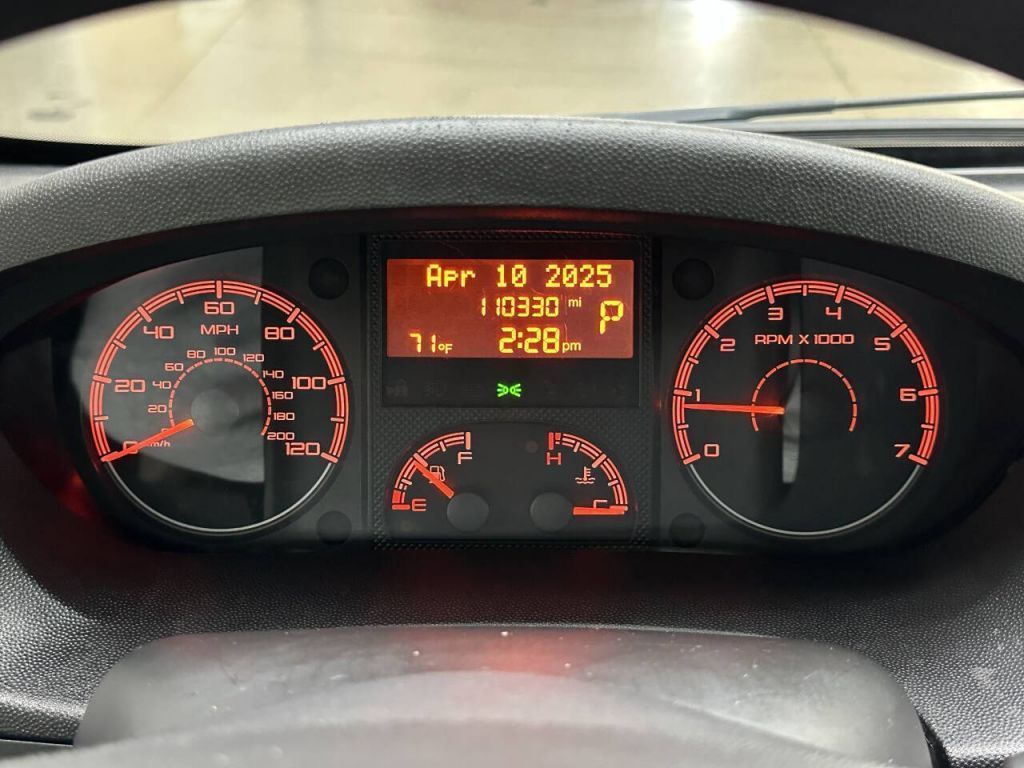 Apr 10 2025
110330 mi
P
71°F 2:28 pm
0 20 40 60 80 100 120
MPH
0 20 40 60 80 100 120 140 160 180 200
km/h
0 1 2 3 4 5 6 7
RPM X 1000
E F
H C